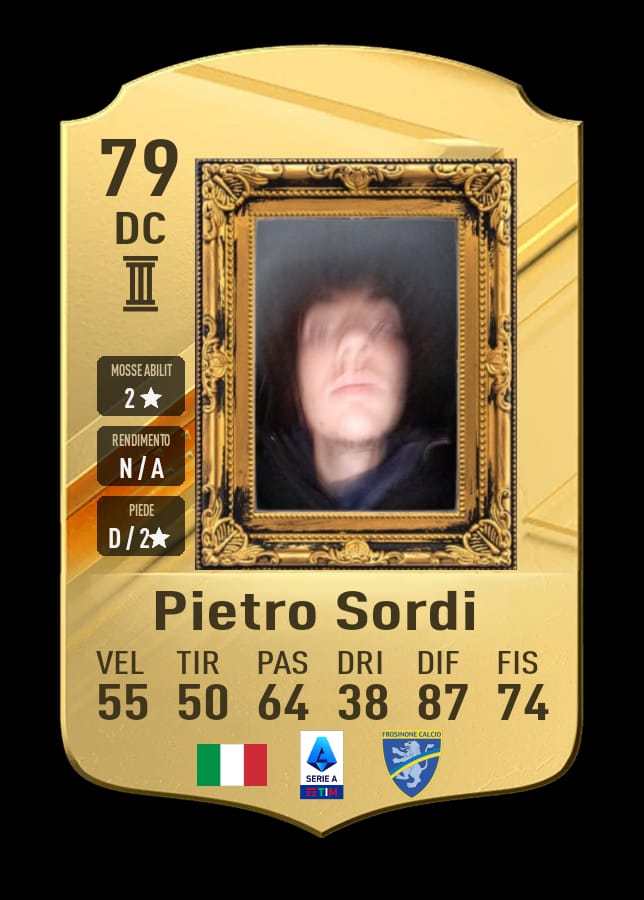 79
DC
MOSSE ABILIT
2★
RENDIMENTO
N / A
PIEDE
D / 2★
Pietro Sordi
VEL TIR PAS DRI DIF FIS
55 50 64 38 87 74
FROSINONE CALCIO
SERIE A
TIM